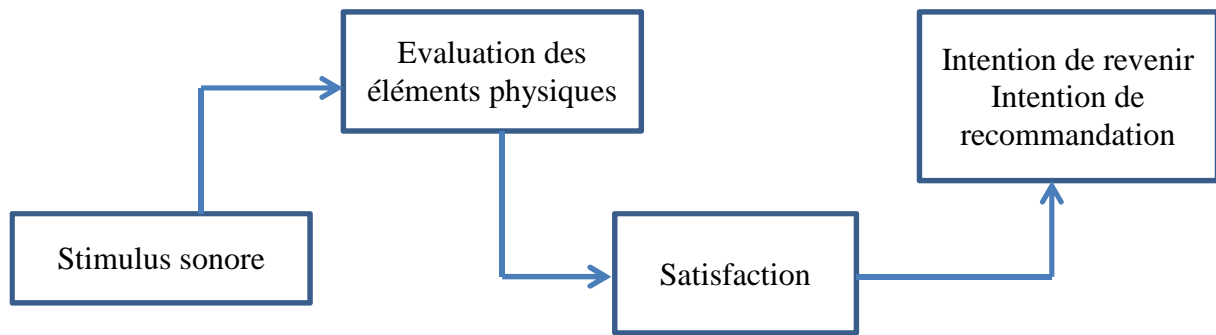 Evaluation des
éléments physiques
Intention de revenir
Intention de
recommandation
Stimulus sonore
Satisfaction